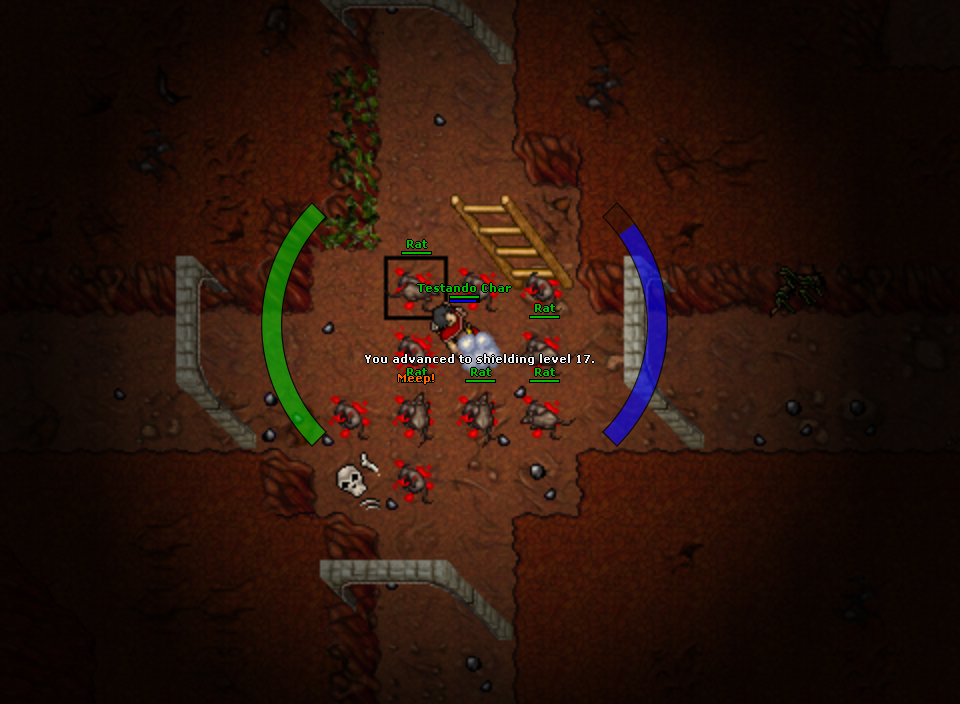 Rat
Testando Char
Rat
You advanced to shielding level 17.
Rat
Rat
Rat
Meep!